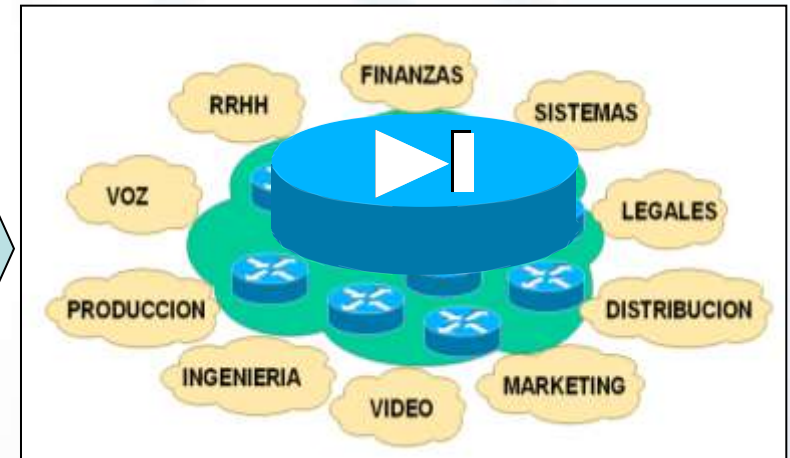 FINANZAS
RRHH
SISTEMAS
VOZ
LEGALES
PRODUCCION
DISTRIBUCION
INGENIERIA
MARKETING
VIDEO